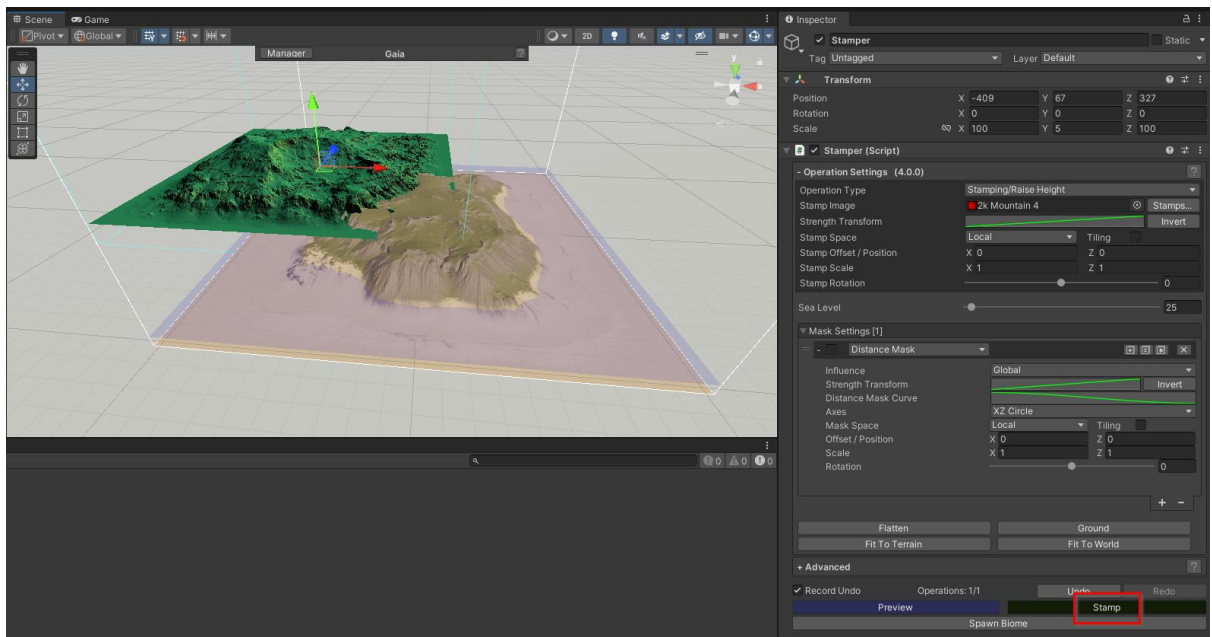 Scene Game
Pivot Global 2D
Manager Gaia ?
y
0 0 0
Inspector
Stamper Static
Tag Untagged Layer Default
Transform
Position X -409 Y 67 Z 327
Rotation X 0 Y 0 Z 0
Scale X 100 Y 5 Z 100
# Stamper (Script)
- Operation Settings (4.0.0) ?
Operation Type Stamping/Raise Height
Stamp Image 2k Mountain 4 Stamps...
Strength Transform Invert
Stamp Space Local Tiling
Stamp Offset / Position X 0 Z 0
Stamp Scale X 1 Z 1
Stamp Rotation 0
Sea Level 25
Mask Settings [1]
- Distance Mask
Influence Global
Strength Transform Invert
Distance Mask Curve
Axes XZ Circle
Mask Space Local Tiling
Offset / Position X 0 Z 0
Scale X 1 Z 1
Rotation 0
+ -
Flatten Ground
Fit To Terrain Fit To World
+ Advanced ?
Record Undo Operations: 1/1 Undo Redo
Preview Stamp
Spawn Biome